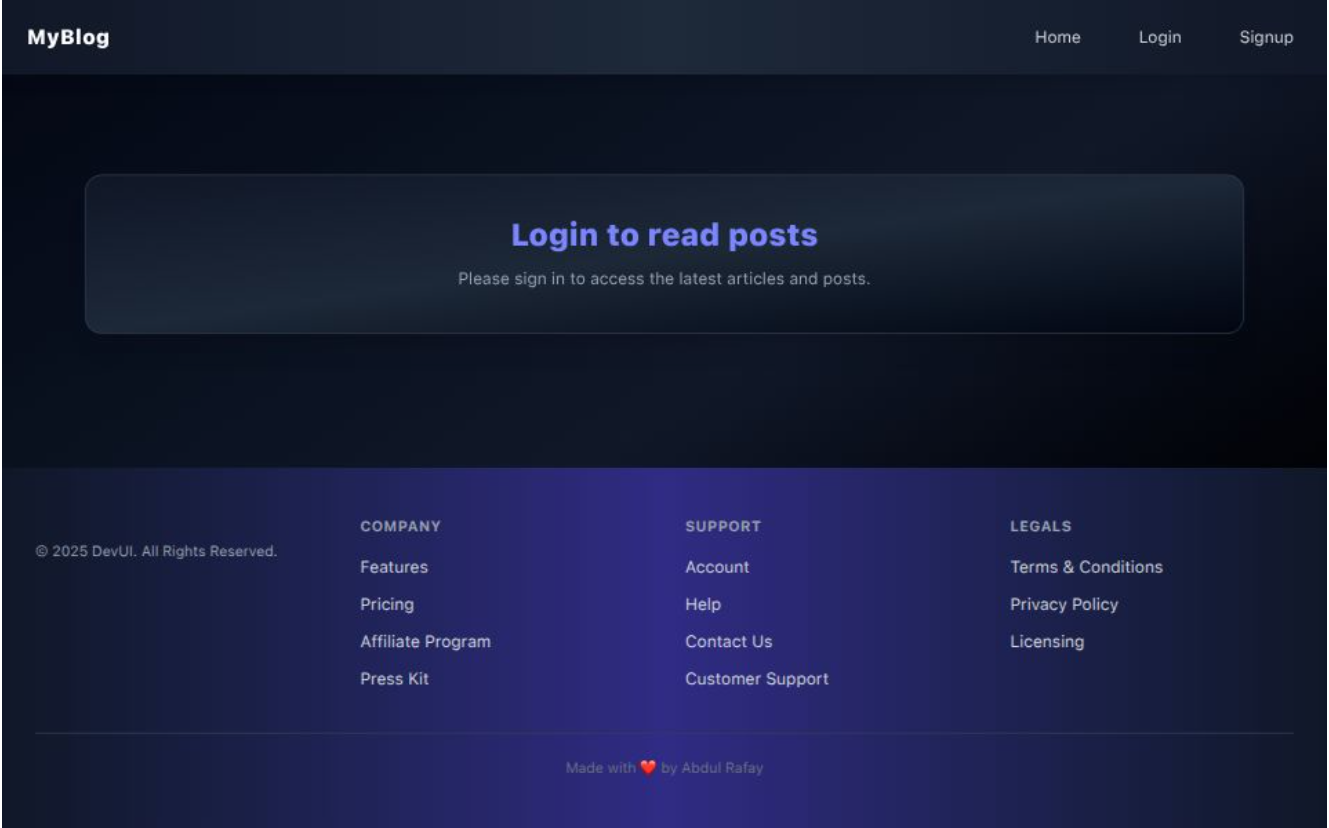 MyBlog
Home
Login
Signup
Login to read posts
Please sign in to access the latest articles and posts.
© 2025 DevUI. All Rights Reserved.
COMPANY
Features
Pricing
Affiliate Program
Press Kit
SUPPORT
Account
Help
Contact Us
Customer Support
LEGALS
Terms & Conditions
Privacy Policy
Licensing
Made with ❤️ by Abdul Rafay